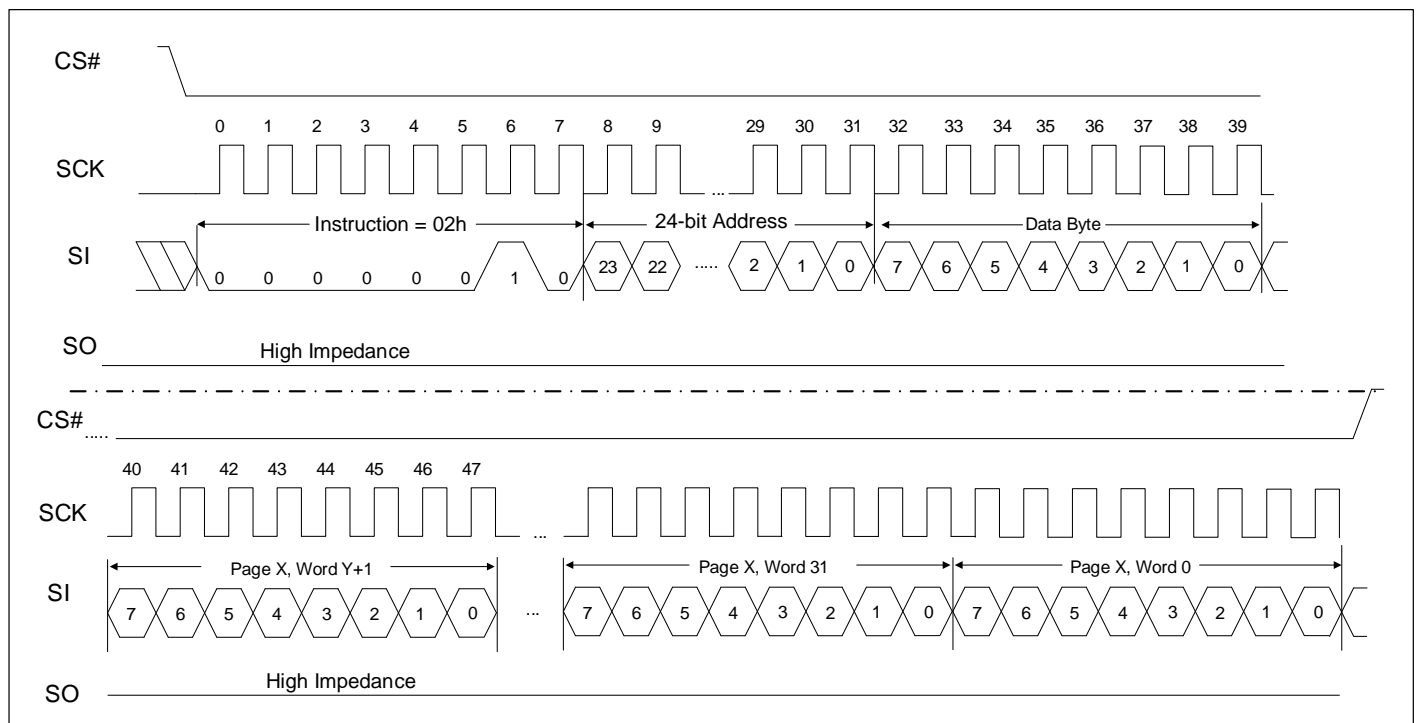 CS#
0 1 2 3 4 5 6 7 8 9 29 30 31 32 33 34 35 36 37 38 39
SCK
...
Instruction = 02h 24-bit Address Data Byte
SI
0 0 0 0 0 0 1 0 23 22 ..... 2 1 0 7 6 5 4 3 2 1 0
SO
High Impedance
CS#
.....
40 41 42 43 44 45 46 47
SCK
...
Page X, Word Y+1 Page X, Word 31 Page X, Word 0
SI
7 6 5 4 3 2 1 0 ... 7 6 5 4 3 2 1 0 7 6 5 4 3 2 1 0
High Impedance
SO